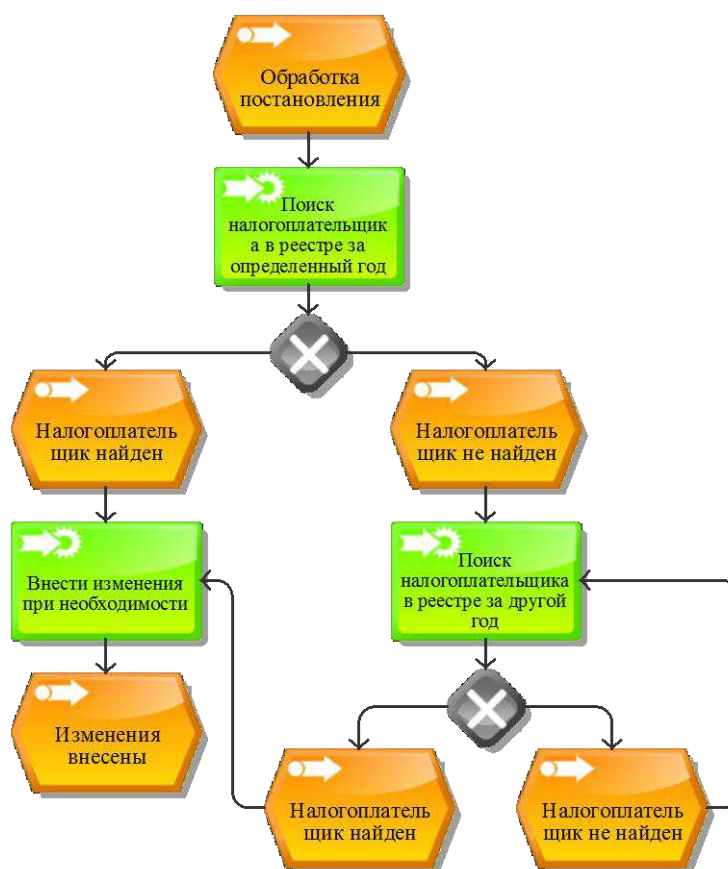 Обработка
постановления
Поиск
налогоплательщик
а в реестре за
определенный год
Налогоплатель
щик найден
Налогоплатель
щик не найден
Внести изменения
при необходимости
Поиск
налогоплательщика
в реестре за другой
год
Изменения
внесены
Налогоплатель
щик найден
Налогоплатель
щик не найден